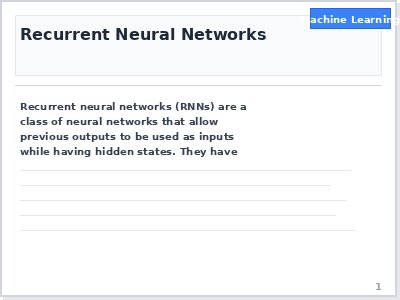 Machine Learning
Recurrent Neural Networks
Recurrent neural networks (RNNs) are a
class of neural networks that allow
previous outputs to be used as inputs
while having hidden states. They have
1